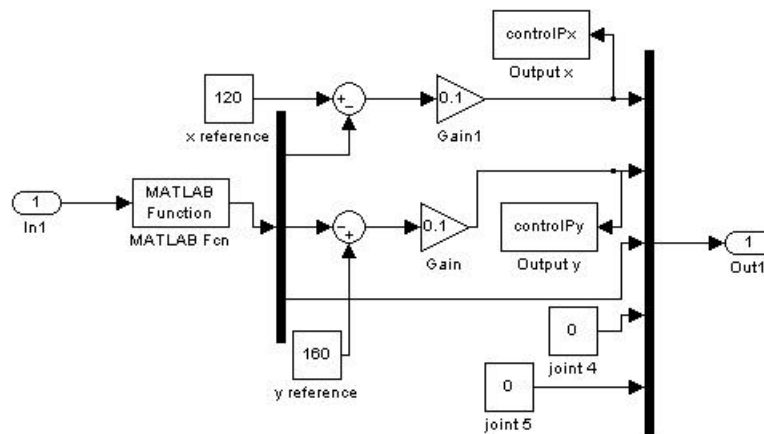 controlPx
Output x
120
+
−
0.1
x reference
Gain1
1
In1
MATLAB
Function
MATLAB Fcn
−
+
0.1
Gain
controlPy
Output y
1
Out1
160
y reference
0
joint 4
0
joint 5